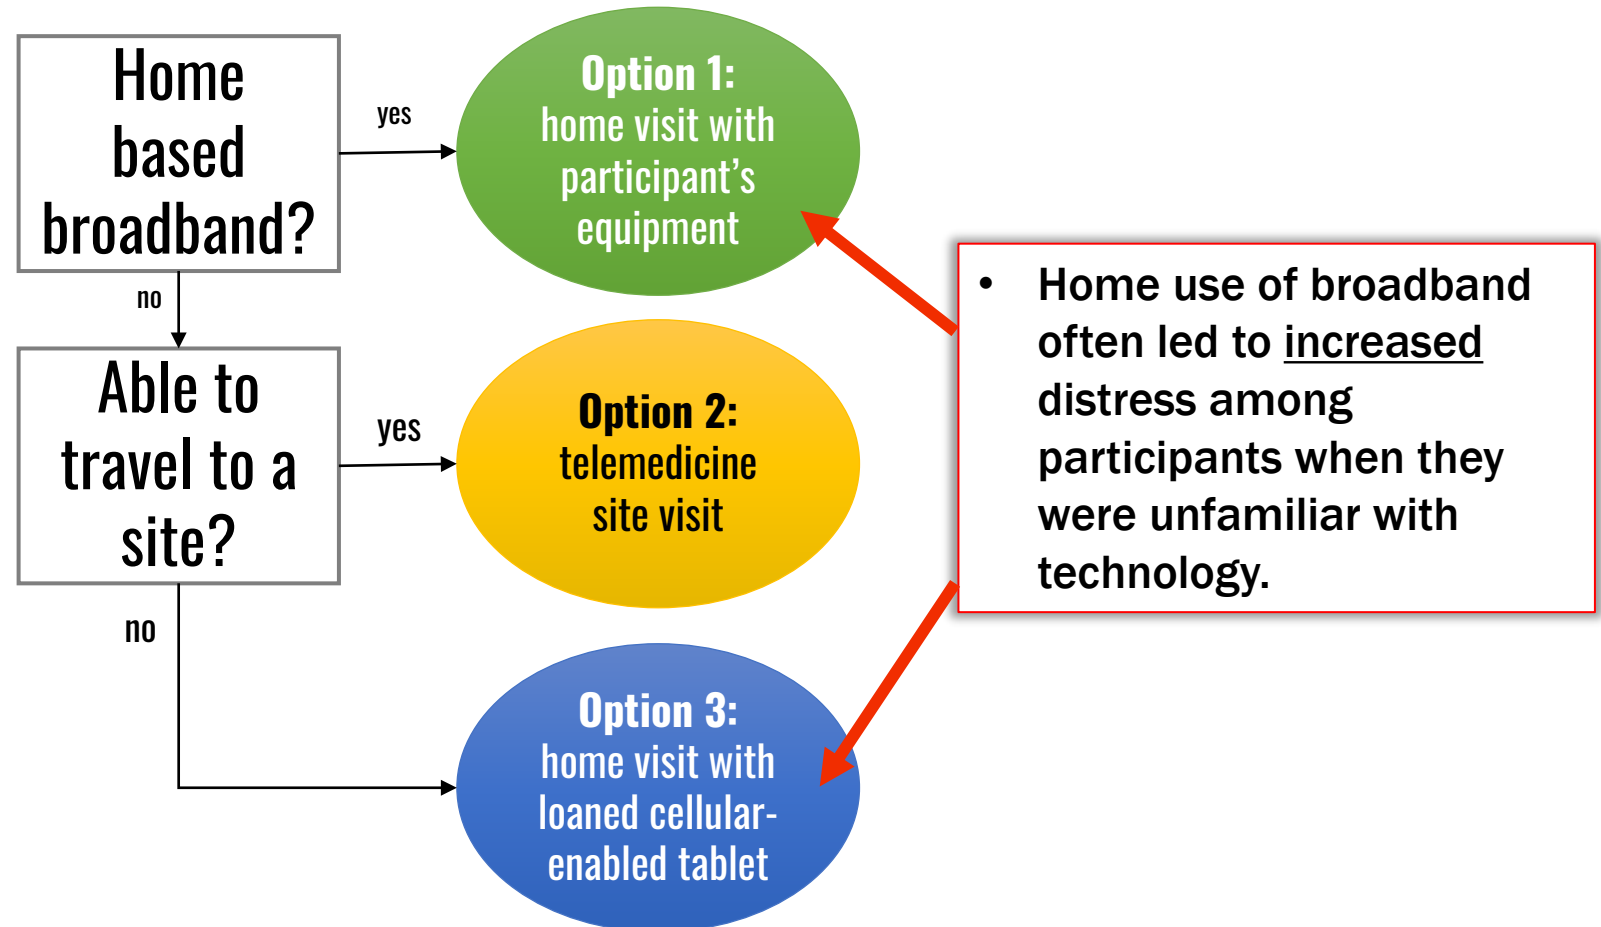 Home
based
broadband?
yes
Option 1:
home visit with
participant’s
equipment
no
Able to
travel to a
site?
yes
Option 2:
telemedicine
site visit
no
Option 3:
home visit with
loaned cellular-
enabled tablet
• Home use of broadband
often led to increased
distress among
participants when they
were unfamiliar with
technology.